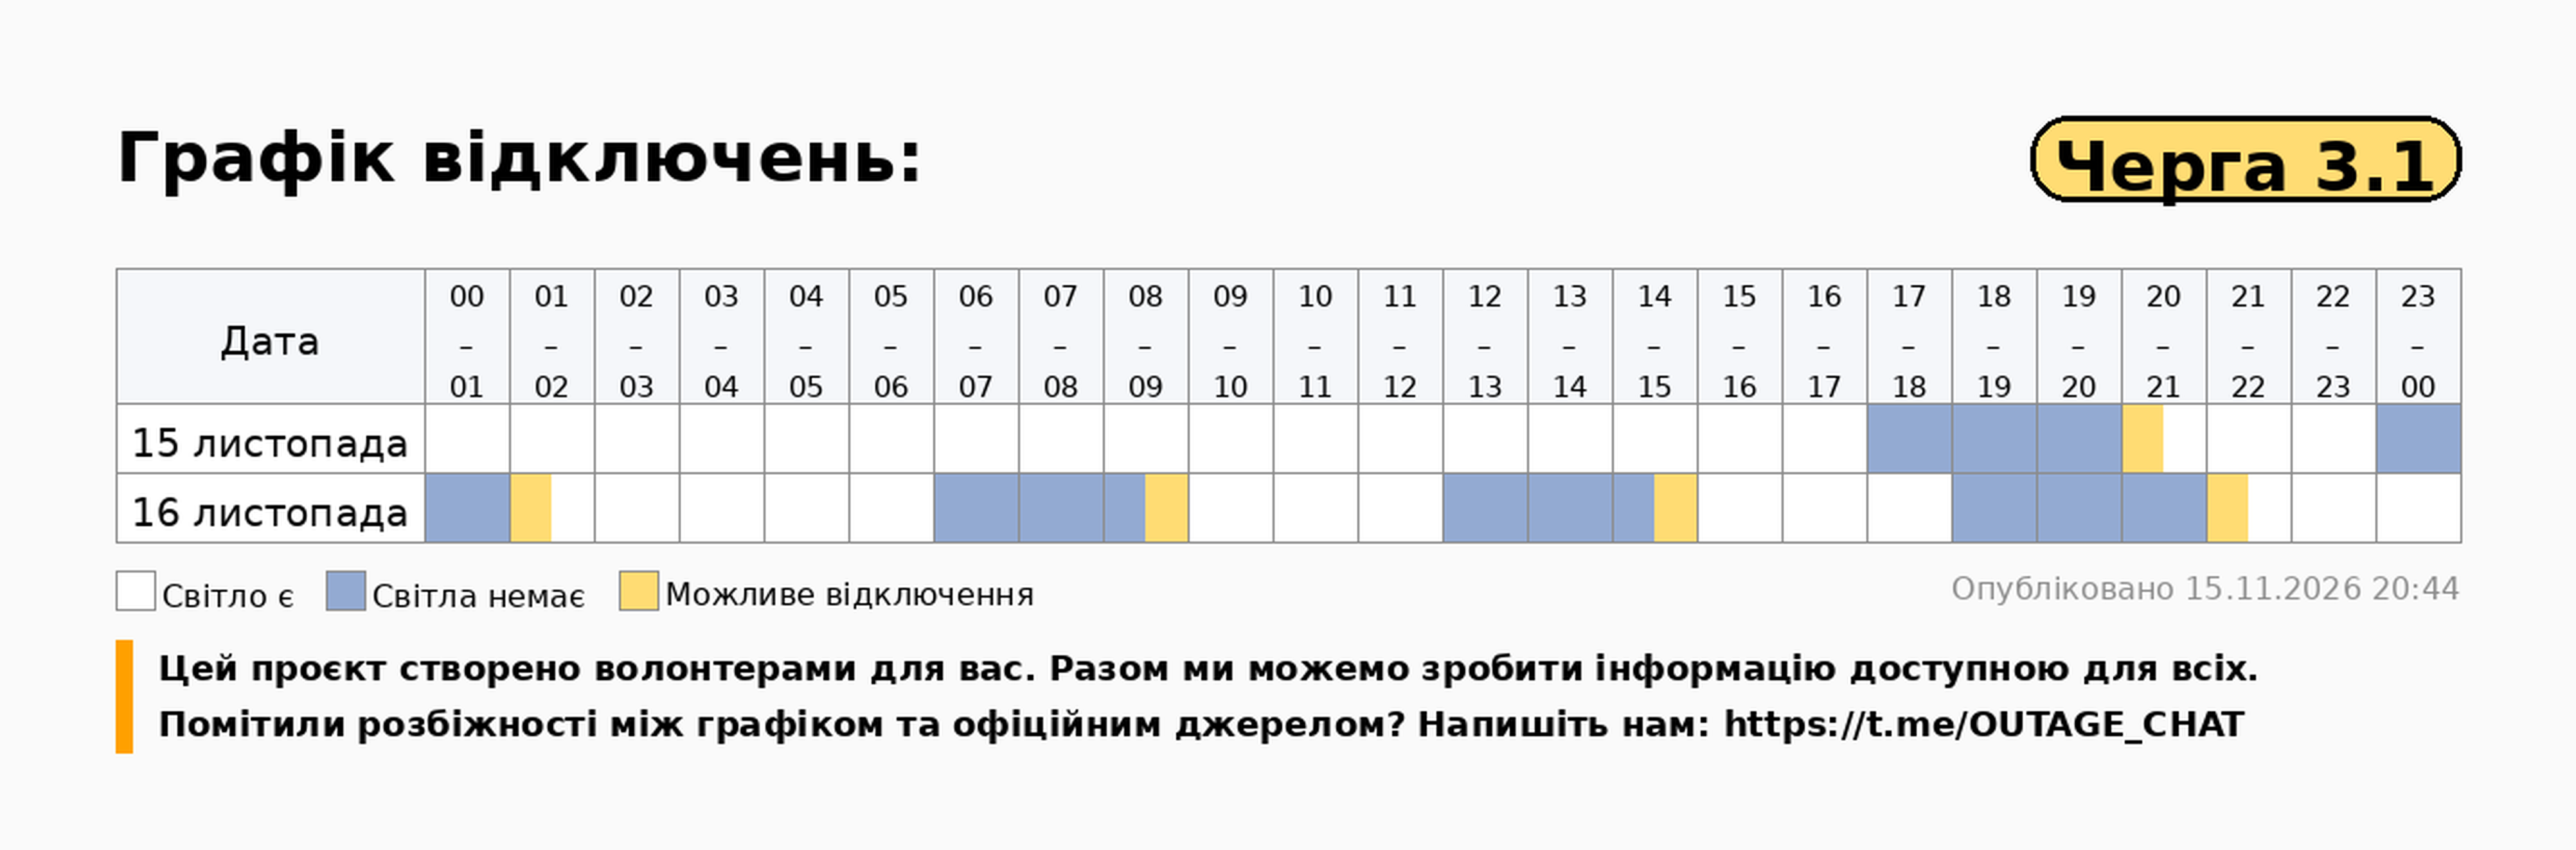 Графік відключень:
Черга 3.1
Дата
00 – 01
01 – 02
02 – 03
03 – 04
04 – 05
05 – 06
06 – 07
07 – 08
08 – 09
09 – 10
10 – 11
11 – 12
12 – 13
13 – 14
14 – 15
15 – 16
16 – 17
17 – 18
18 – 19
19 – 20
20 – 21
21 – 22
22 – 23
23 – 00
15 листопада
16 листопада
Світло є
Світла немає
Можливе відключення
Опубліковано 15.11.2026 20:44
Цей проєкт створено волонтерами для вас. Разом ми можемо зробити інформацію доступною для всіх.
Помітили розбіжності між графіком та офіційним джерелом? Напишіть нам: https://t.me/OUTAGE_CHAT